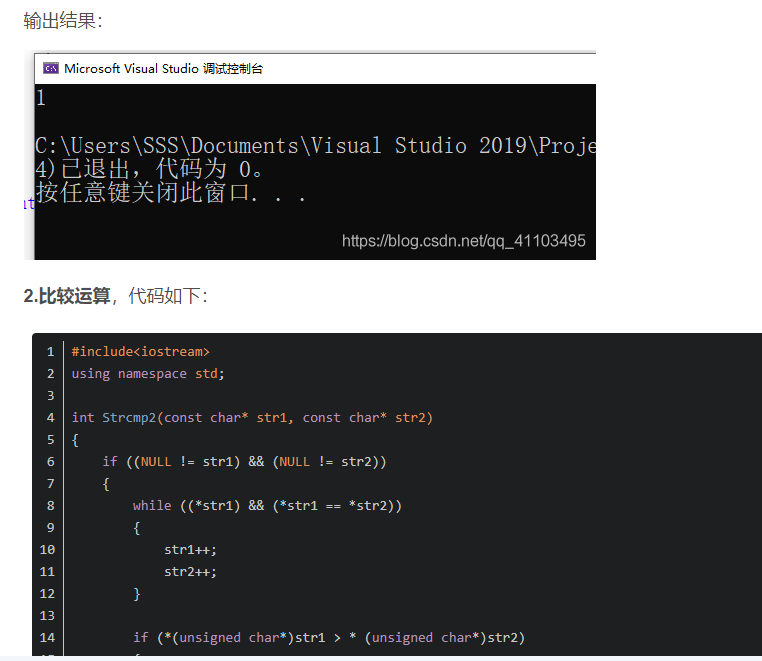 输出结果：
Microsoft Visual Studio 调试控制台
1
C:\Users\SSS\Documents\Visual Studio 2019\Proje
4)已退出，代码为 0。
按任意键关闭此窗口. . .
https://blog.csdn.net/qq_41103495
2.比较运算，代码如下：
1 #include<iostream>
2 using namespace std;
3
4 int Strcmp2(const char* str1, const char* str2)
5 {
6 if ((NULL != str1) && (NULL != str2))
7 {
8 while ((*str1) && (*str1 == *str2))
9 {
10 str1++;
11 str2++;
12 }
13
14 if (*(unsigned char*)str1 > * (unsigned char*)str2)